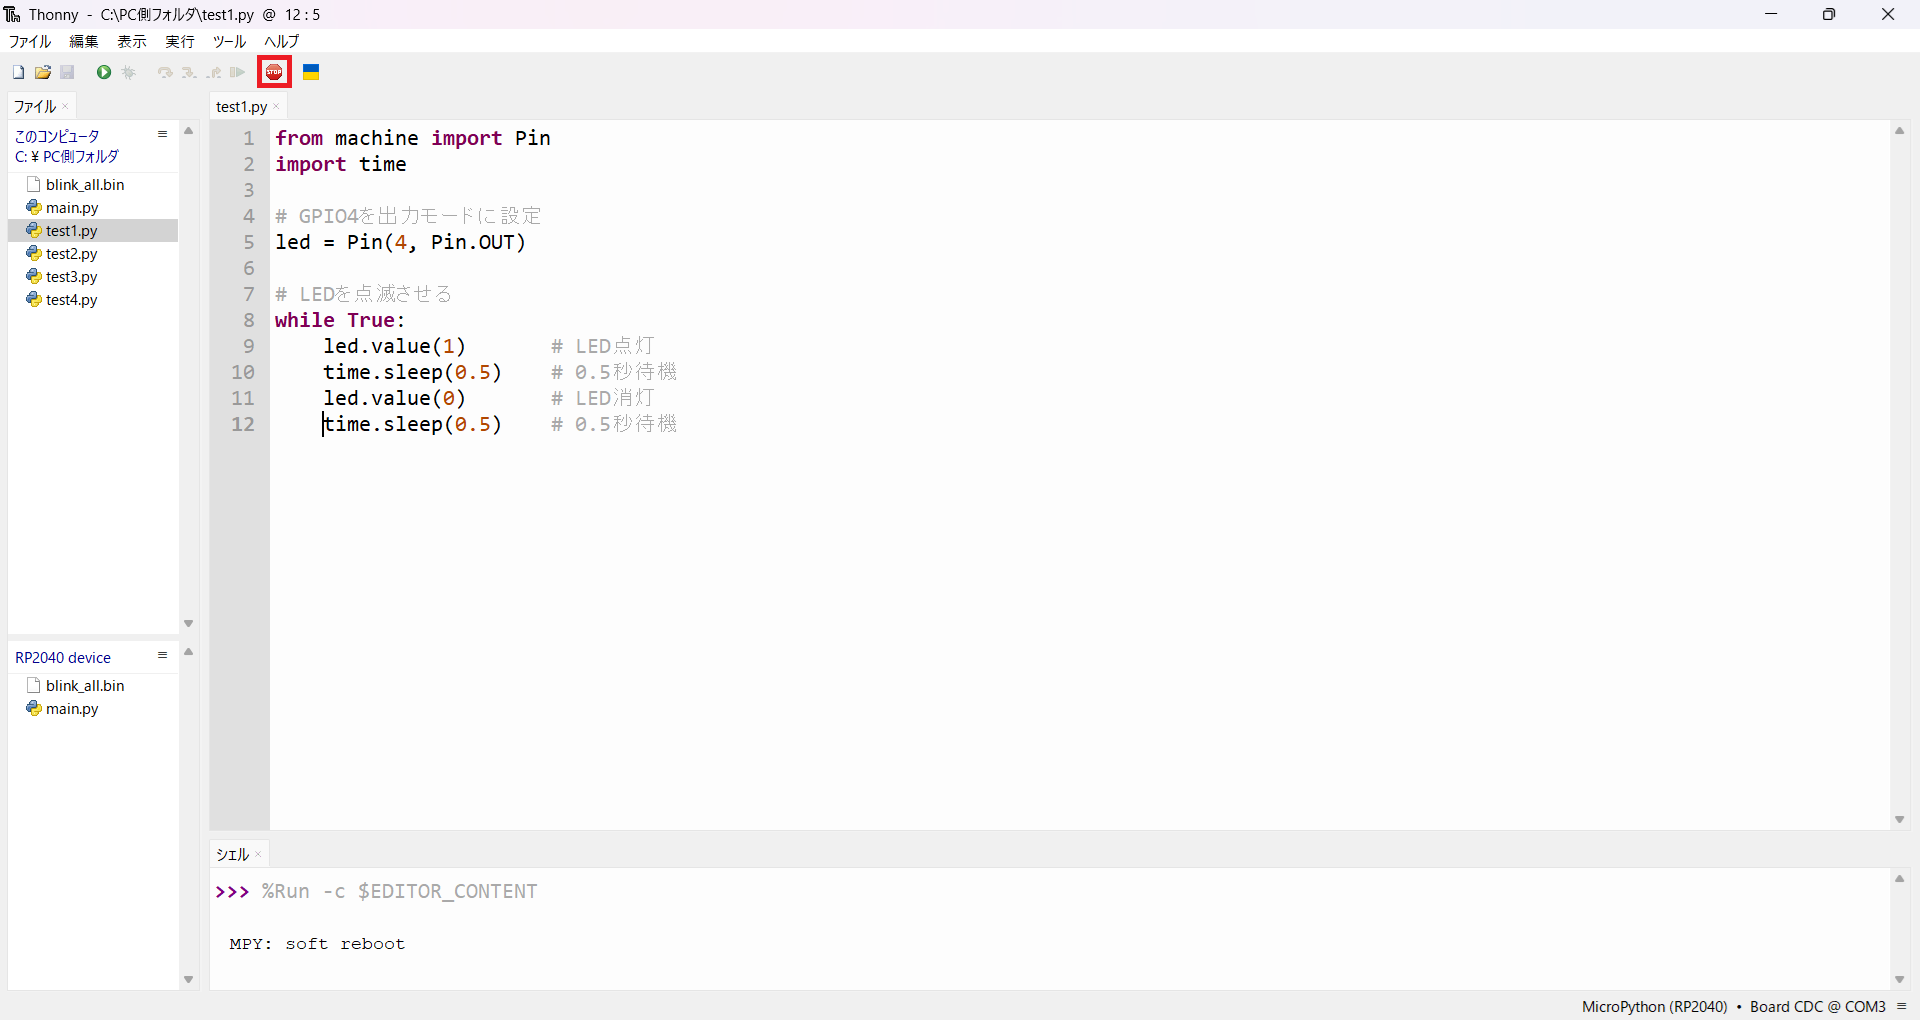 Thonny - C:\PC側フォルダ\test1.py @ 12 : 5
ファイル 編集 表示 実行 ツール ヘルプ
STOP
ファイル ×
このコンピュータ
C: ¥ PC側フォルダ
blink_all.bin
main.py
test1.py
test2.py
test3.py
test4.py
RP2040 device
blink_all.bin
main.py
test1.py ×
1 from machine import Pin
2 import time
3
4 # GPIO4を出力モードに設定
5 led = Pin(4, Pin.OUT)
6
7 # LEDを点滅させる
8 while True:
9     led.value(1)       # LED点灯
10     time.sleep(0.5)    # 0.5秒待機
11     led.value(0)       # LED消灯
12     time.sleep(0.5)    # 0.5秒待機
シェル ×
>>> %Run -c $EDITOR_CONTENT
MPY: soft reboot
MicroPython (RP2040) • Board CDC @ COM3 ≡